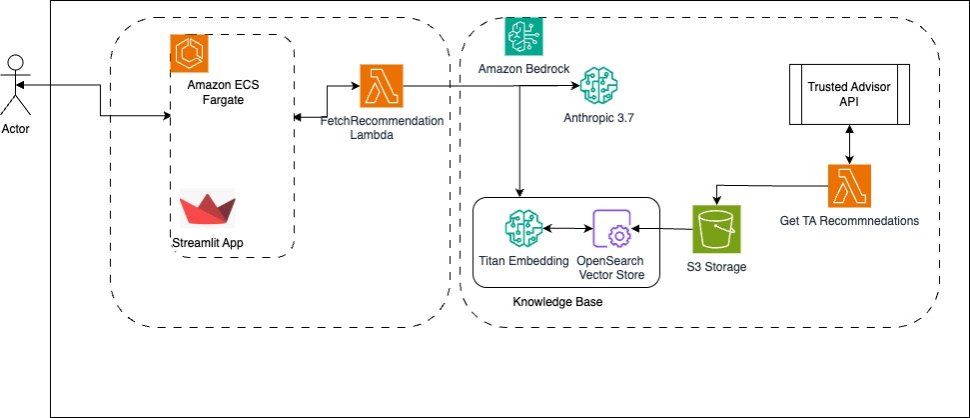 Actor
Amazon ECS
Fargate
Streamlit App
FetchRecommendation
Lambda
Amazon Bedrock
Anthropic 3.7
Trusted Advisor
API
Get TA Recommnedations
S3 Storage
Titan Embedding
OpenSearch
Vector Store
Knowledge Base